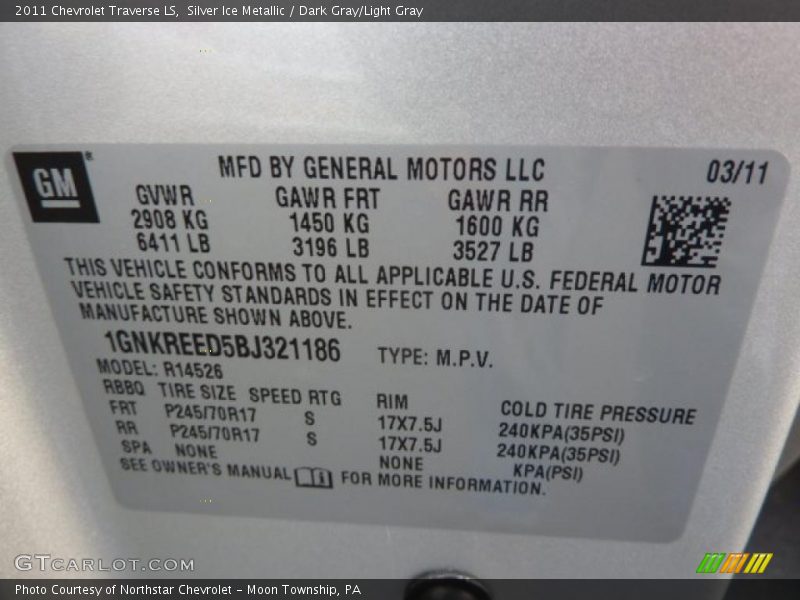 2011 Chevrolet Traverse LS, Silver Ice Metallic / Dark Gray/Light Gray
GM
MFD BY GENERAL MOTORS LLC 03/11
GVWR GAWR FRT GAWR RR
2908 KG 1450 KG 1600 KG
6411 LB 3196 LB 3527 LB
THIS VEHICLE CONFORMS TO ALL APPLICABLE U.S. FEDERAL MOTOR
VEHICLE SAFETY STANDARDS IN EFFECT ON THE DATE OF
MANUFACTURE SHOWN ABOVE.
1GNKREED5BJ321186 TYPE: M.P.V.
MODEL: R14526
RBBQ TIRE SIZE SPEED RTG RIM COLD TIRE PRESSURE
FRT P245/70R17 S 17X7.5J 240KPA(35PSI)
RR P245/70R17 S 17X7.5J 240KPA(35PSI)
SPA NONE NONE KPA(PSI)
SEE OWNER'S MANUAL FOR MORE INFORMATION.
GTCARLOT.COM
Photo Courtesy of Northstar Chevrolet - Moon Township, PA